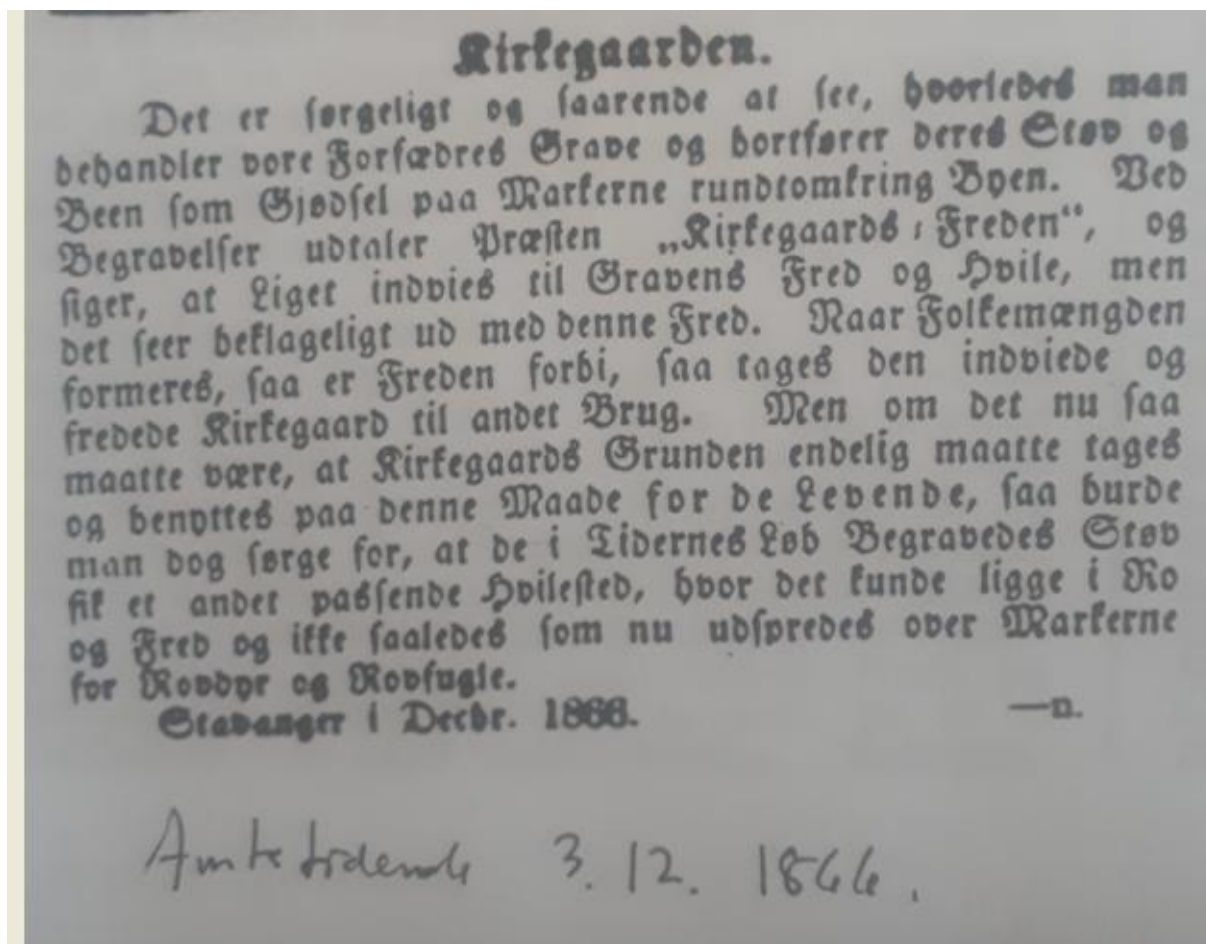 Kirkegaarden.
Det er sørgeligt og saarende at see, hvorledes man
behandler vore Forfædres Grave og bortfører deres Støv og
Been som Gjødsel paa Markerne rundtomkring Byen. Ved
Begravelser udtaler Præsten „Kirkegaards-Freden“, og
siger, at Liget indvies til Gravens Fred og Hvile, men
det seer beklageligt ud med denne Fred. Naar Folkemængden
formeres, saa er Freden forbi, saa tages den indviede og
fredede Kirkegaard til andet Brug. Men om det nu saa
maatte være, at Kirkegaards Grunden endelig maatte tages
og benyttes paa denne Maade for de Levende, saa burde
man dog sørge for, at de i Tidernes Løb Begravedes Støv
fik et andet passende Hvilested, hvor det kunde ligge i Ro
og Fred og ikke saaledes som nu udspredes over Markerne
for Rovdyr og Rovfugle.
Stavanger i Decbr. 1866. —n.
Amtstidende 3. 12. 1866.